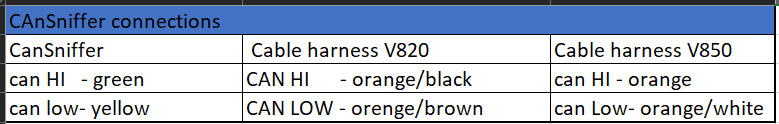 CAnSniffer connections
CanSniffer Cable harness V820 Cable harness V850
can HI - green CAN HI - orange/black can HI - orange
can low- yellow CAN LOW - orenge/brown can Low- orange/white